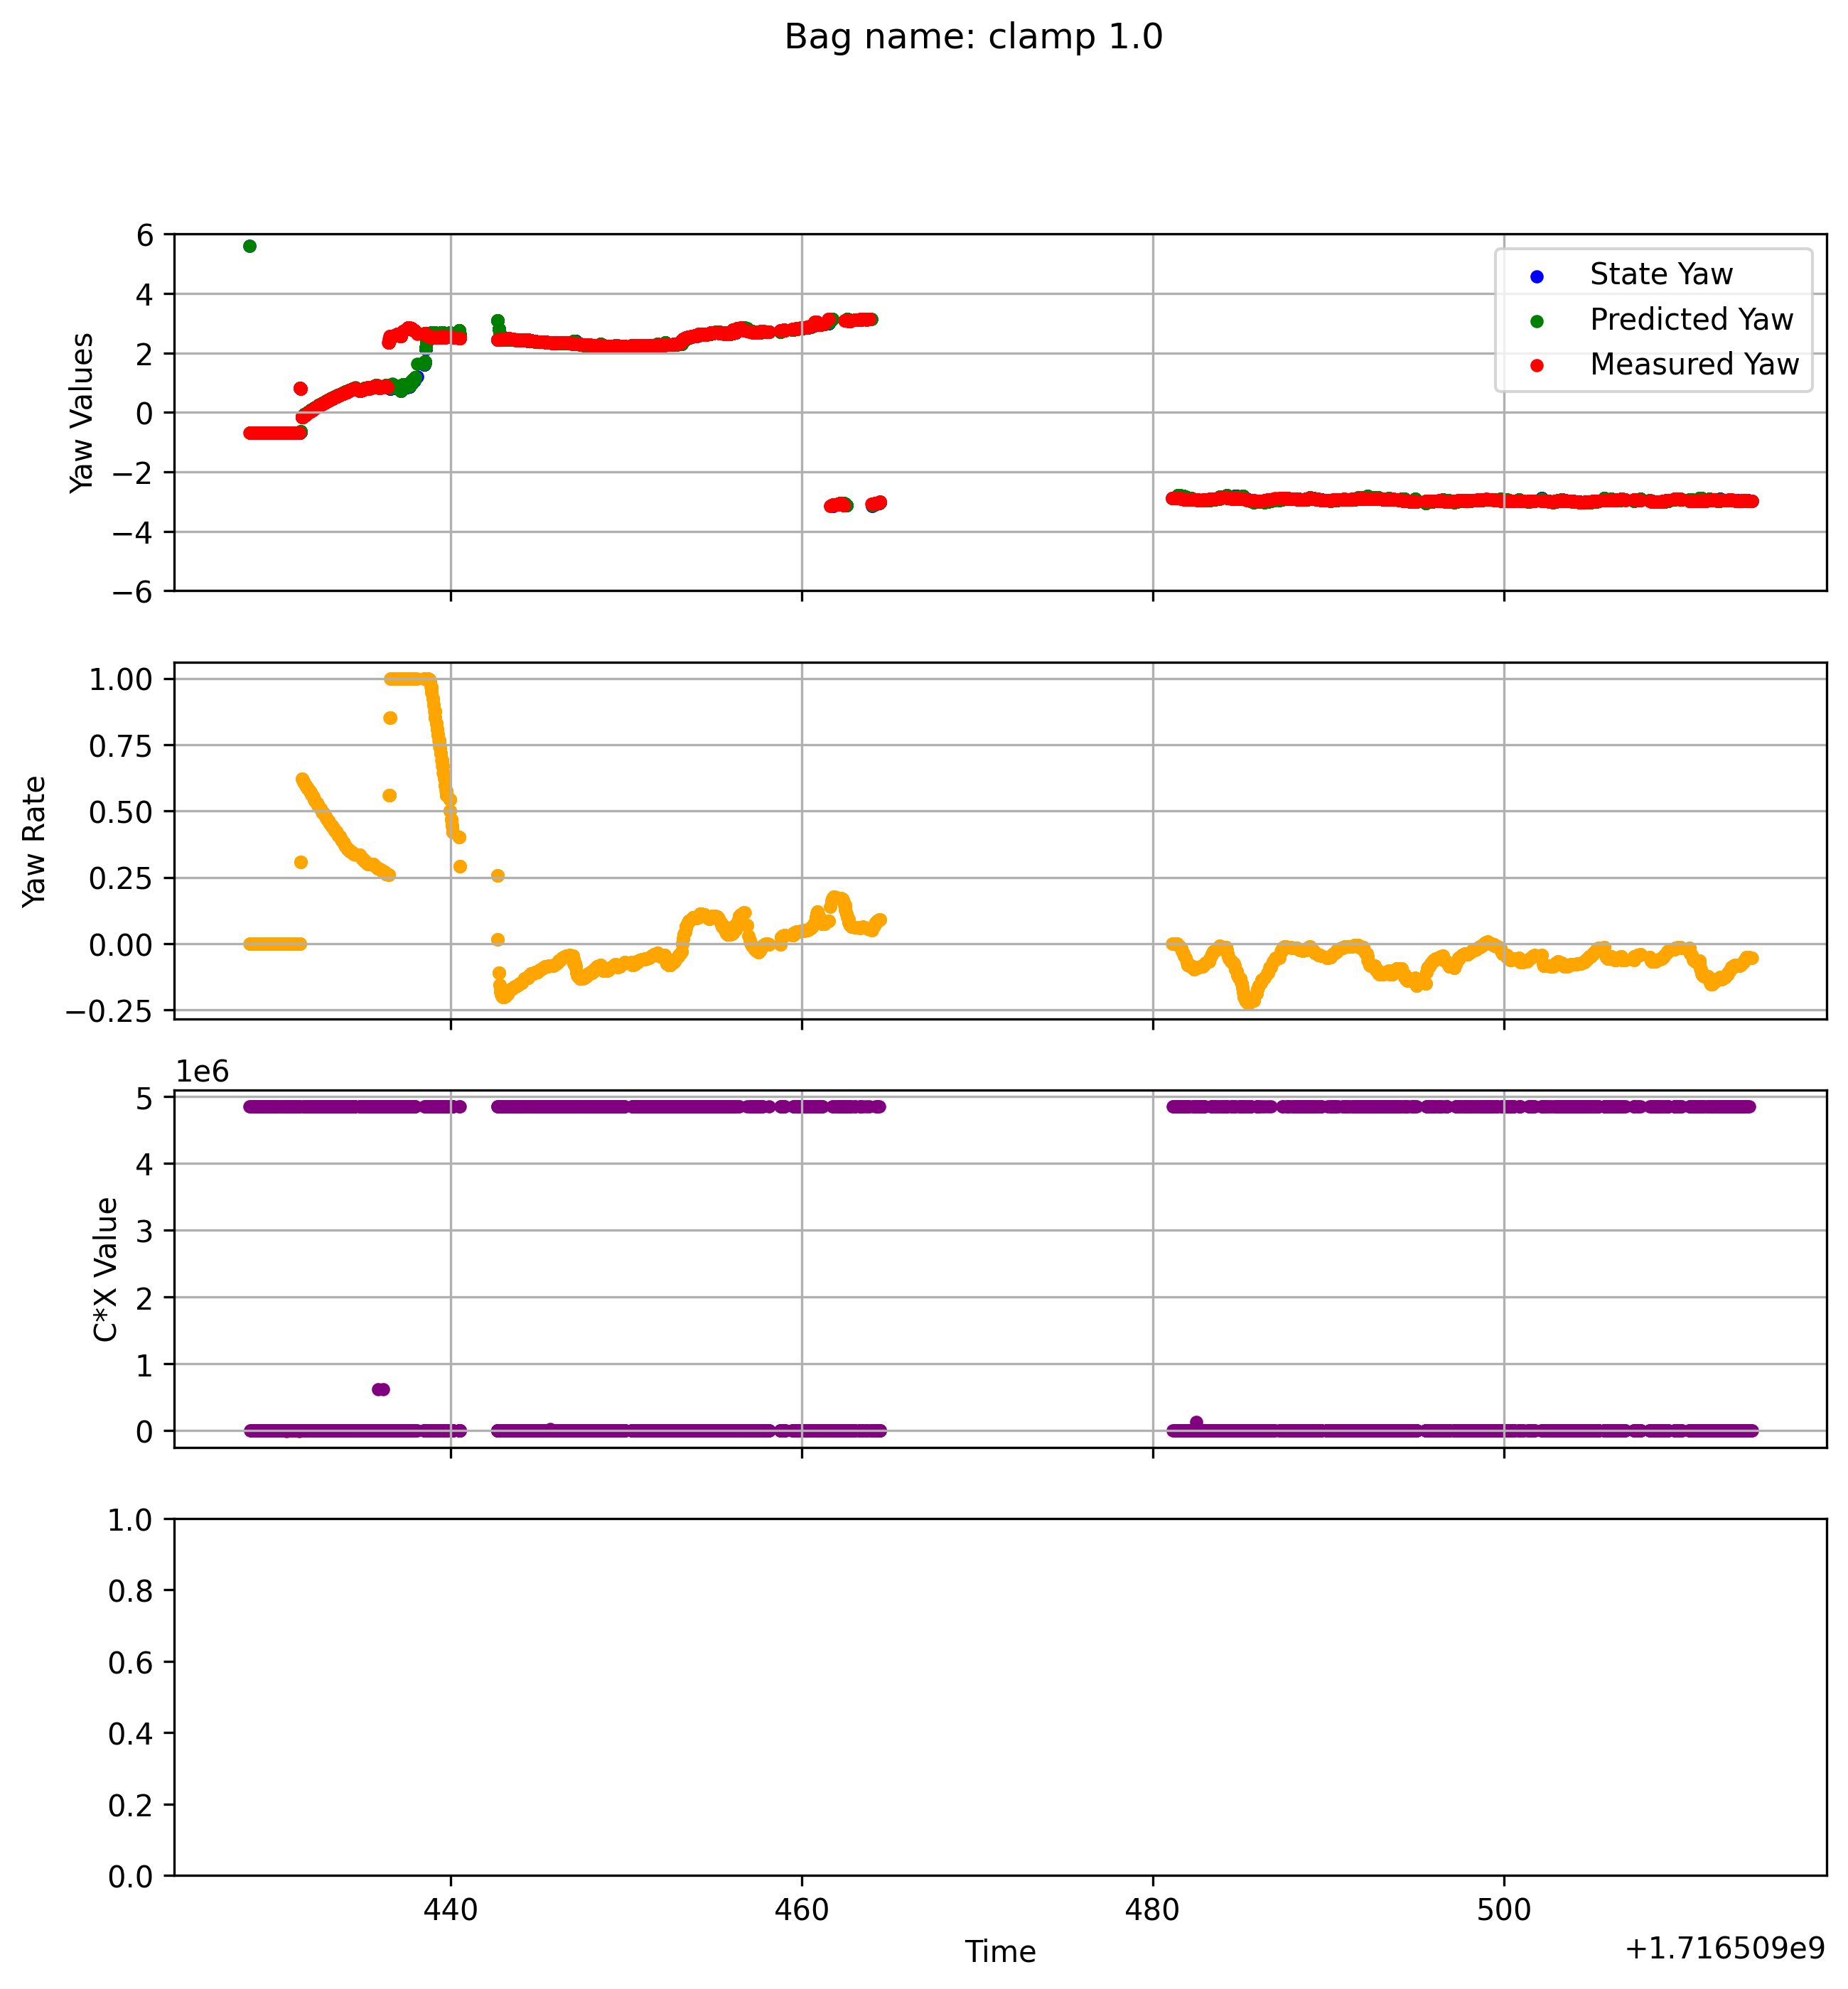 Bag name: clamp 1.0
6
4
2
0
−2
−4
−6
Yaw Values
State Yaw
Predicted Yaw
Measured Yaw
1.00
0.75
0.50
0.25
0.00
−0.25
Yaw Rate
1e6
5
4
3
2
1
0
C*X Value
1.0
0.8
0.6
0.4
0.2
0.0
440 460 480 500
Time
+1.716509e9